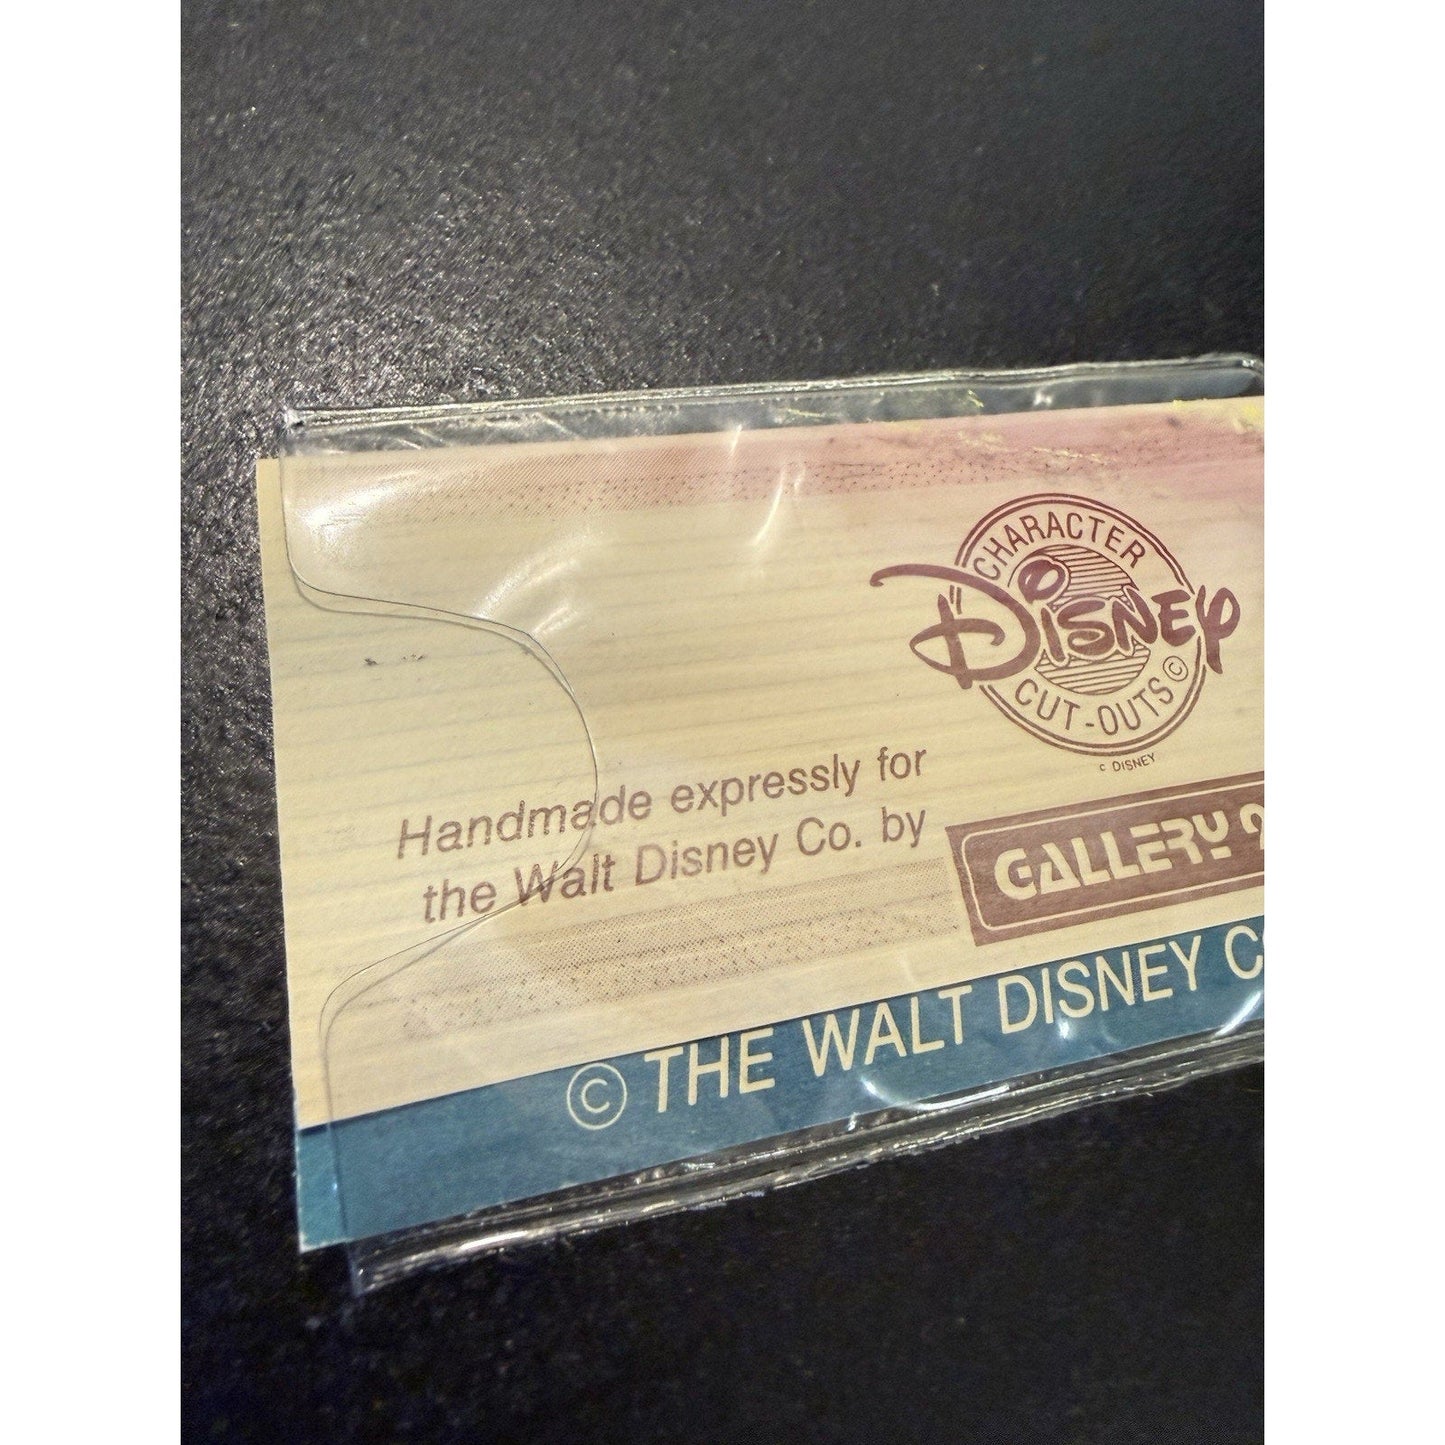 CHARACTER
DISNEY
CUT-OUTS ©
c DISNEY
Handmade expressly for
the Walt Disney Co. by
GALLERY
© THE WALT DISNEY